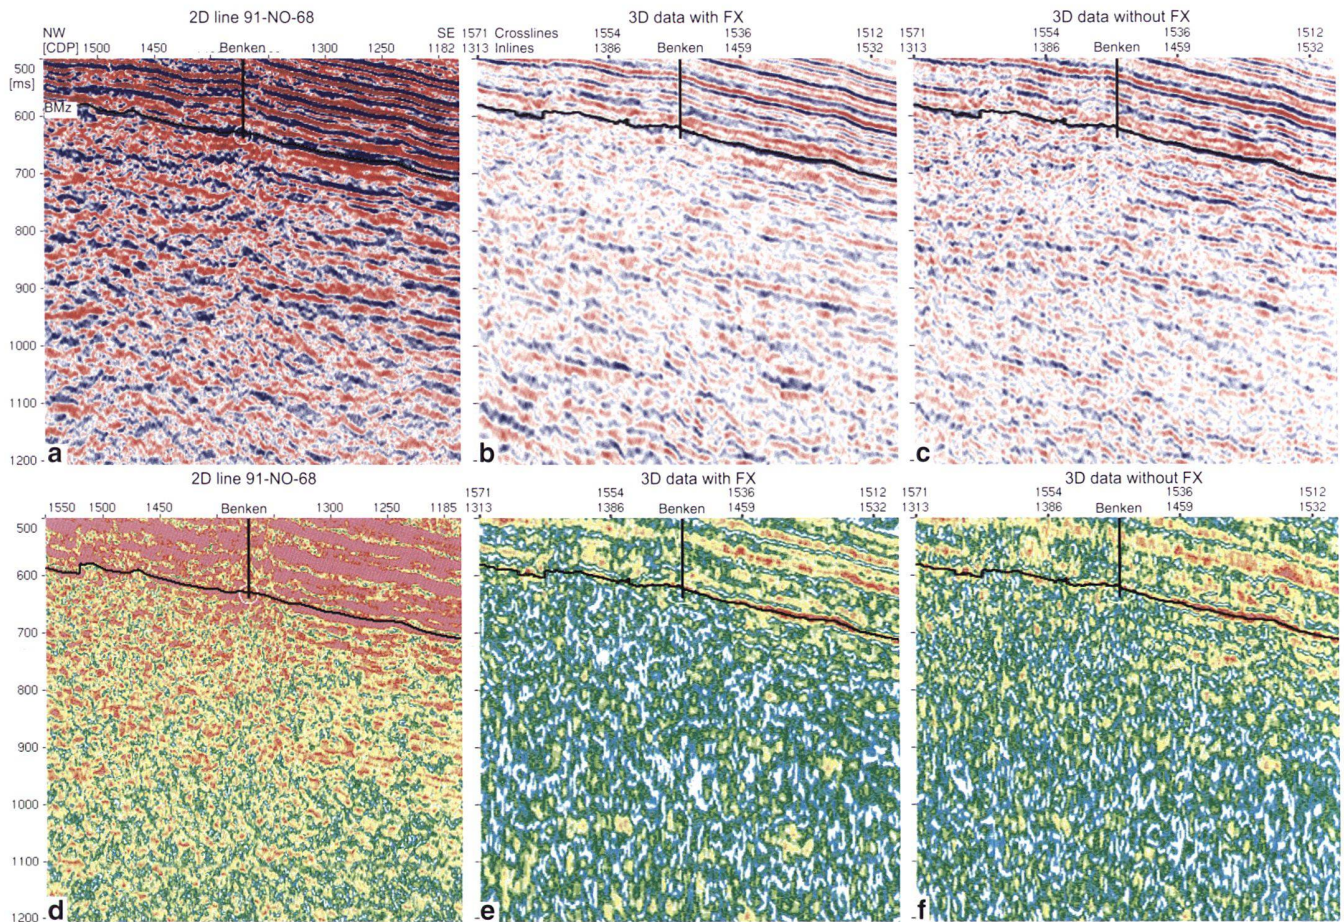 2D line 91-NO-68
3D data with FX
3D data without FX
NW SE 1571 Crosslines 1554 1536 1512 1571 1554 1536 1512
[CDP] 1500 1450 Benken 1300 1250 1182 1313 Inlines 1386 Benken 1459 1532 1313 1386 Benken 1459 1532
500
[ms]
BMz
600
700
800
900
1000
1100
1200
a
b
c
2D line 91-NO-68
3D data with FX
3D data without FX
1571 1554 1536 1512 1571 1554 1536 1512
1550 1500 1450 Benken 1300 1250 1185 1313 1386 Benken 1459 1532 1313 1386 Benken 1459 1532
500
600
700
800
900
1000
1100
1200
d
e
f